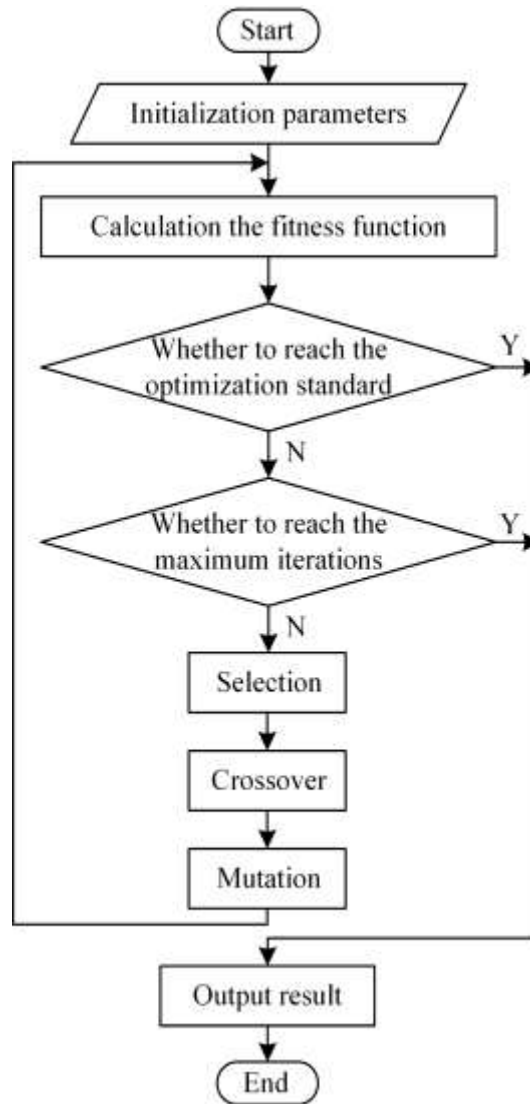 Start
Initialization parameters
Calculation the fitness function
Whether to reach the
optimization standard
Y
N
Whether to reach the
maximum iterations
Y
N
Selection
Crossover
Mutation
Output result
End